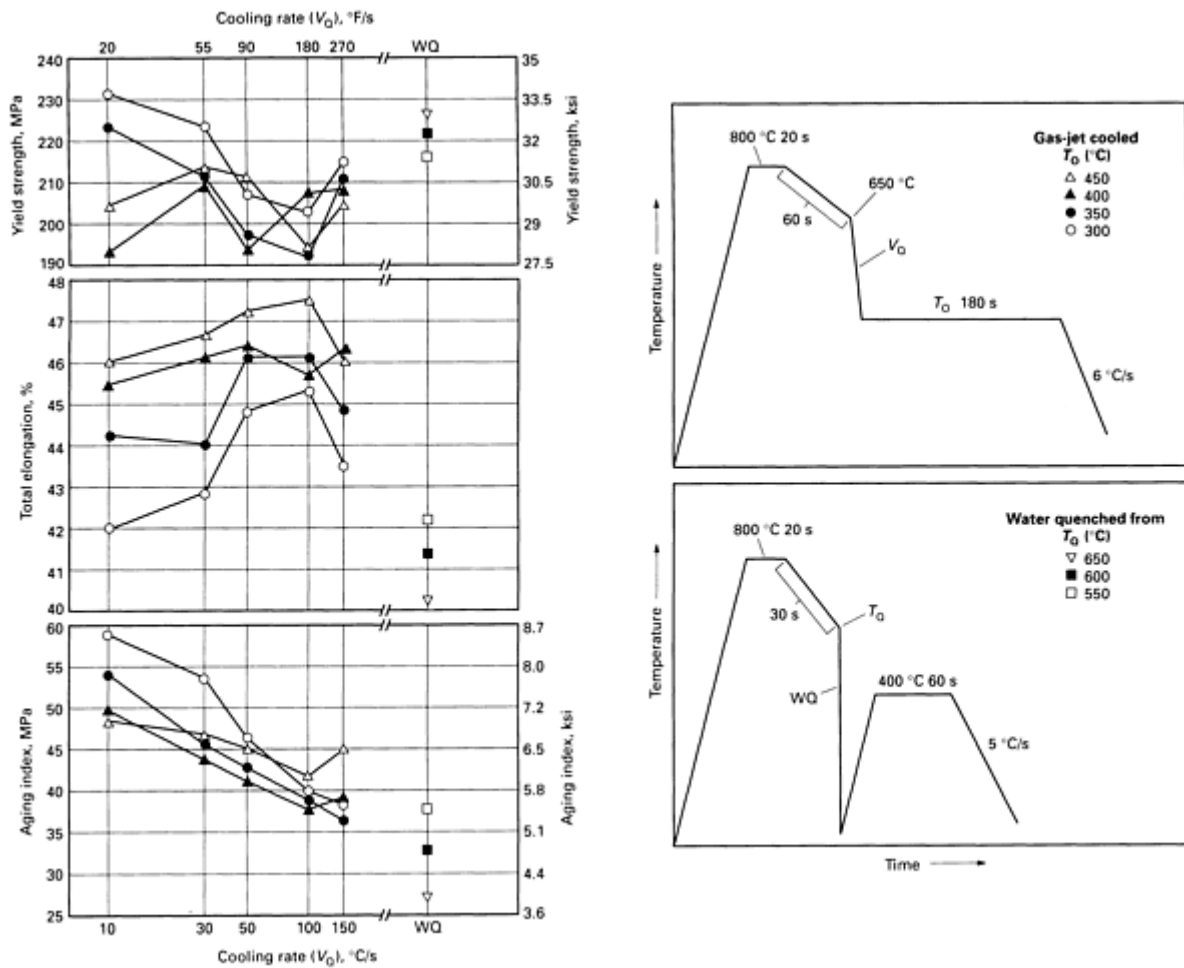 Cooling rate (V_Q), °F/s
20 55 90 180 270 WQ
240 35
230 33.5
220 32
210 30.5
200 29
190 27.5
Yield strength, MPa
Yield strength, ksi
48
47
46
45
44
43
42
41
40
Total elongation, %
60 8.7
55 8.0
50 7.2
45 6.5
40 5.8
35 5.1
30 4.4
25 3.6
Aging index, MPa
Aging index, ksi
10 30 50 100 150 WQ
Cooling rate (V_Q), °C/s
800 °C 20 s
60 s
650 °C
V_Q
T_Q 180 s
6 °C/s
Temperature
Gas-jet cooled
T_Q (°C)
△ 450
▲ 400
● 350
○ 300
800 °C 20 s
30 s
T_Q
WQ
400 °C 60 s
5 °C/s
Temperature
Time
Water quenched from
T_Q (°C)
▽ 650
■ 600
□ 550